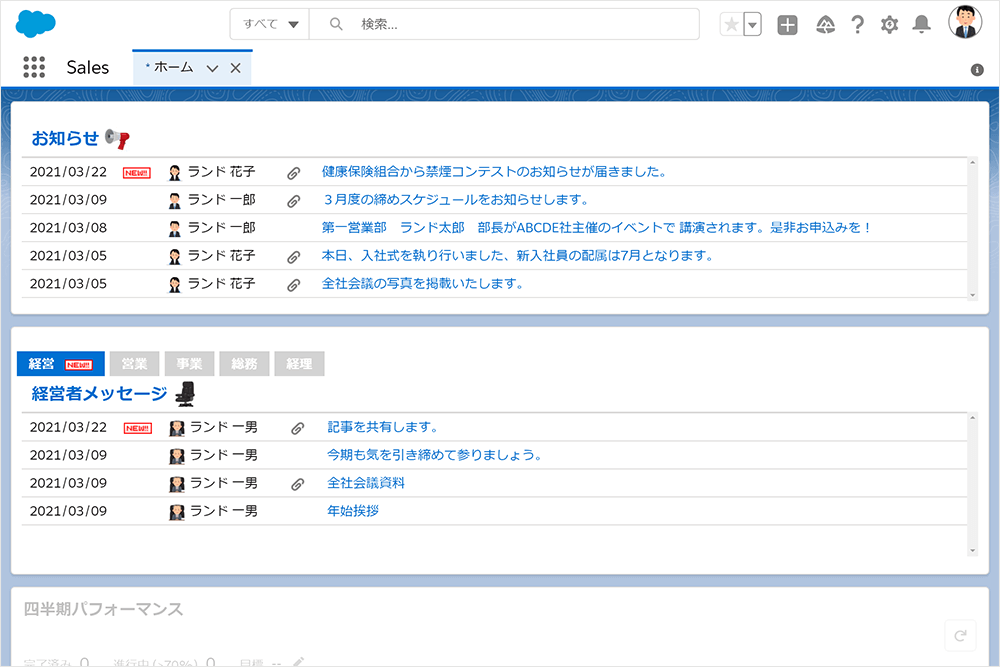 すべて 検索...
Sales * ホーム
お知らせ
2021/03/22 NEW!! ランド 花子 健康保険組合から禁煙コンテストのお知らせが届きました。
2021/03/09 ランド 一郎 ３月度の締めスケジュールをお知らせします。
2021/03/08 ランド 一郎 第一営業部　ランド太郎　部長がABCDE社主催のイベントで 講演されます。是非お申込みを！
2021/03/05 ランド 花子 本日、入社式を執り行いました、新入社員の配属は7月となります。
2021/03/05 ランド 花子 全社会議の写真を掲載いたします。
経営 NEW!! 営業 事業 総務 経理
経営者メッセージ
2021/03/22 NEW!! ランド 一男 記事を共有します。
2021/03/09 ランド 一男 今期も気を引き締めて参りましょう。
2021/03/09 ランド 一男 全社会議資料
2021/03/09 ランド 一男 年始挨拶
四半期パフォーマンス
完了済み 0 進行中 (>70%) 0 目標 --